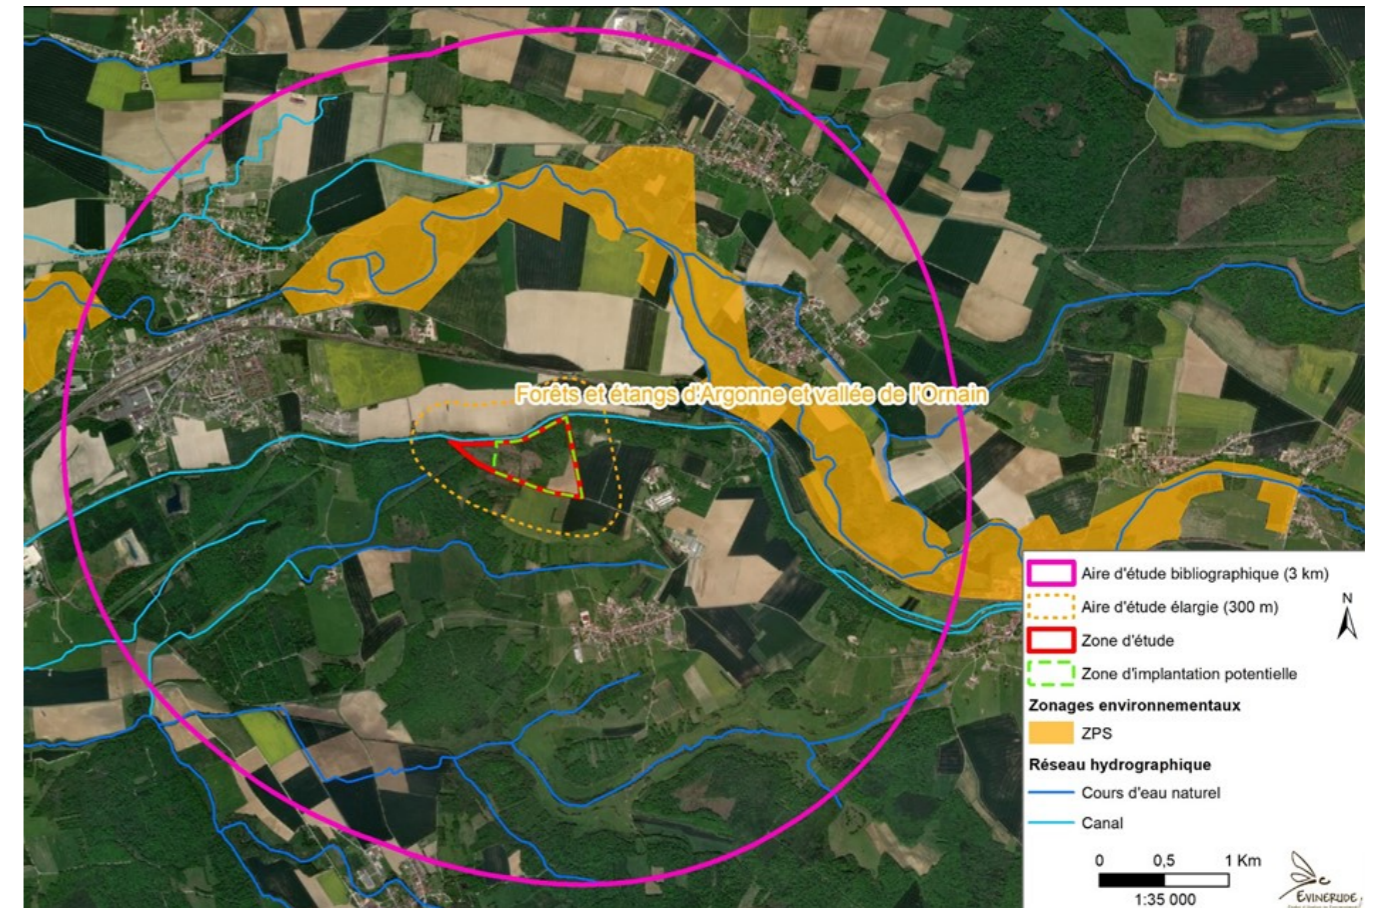 Forêts et étangs d'Argonne et vallée de l'Ornain
Aire d'étude bibliographique (3 km)
Aire d'étude élargie (300 m)
Zone d'étude
Zone d'implantation potentielle
Zonages environnementaux
ZPS
Réseau hydrographique
Cours d'eau naturel
Canal
N
0 0,5 1 Km
1:35 000
EVINERUDE